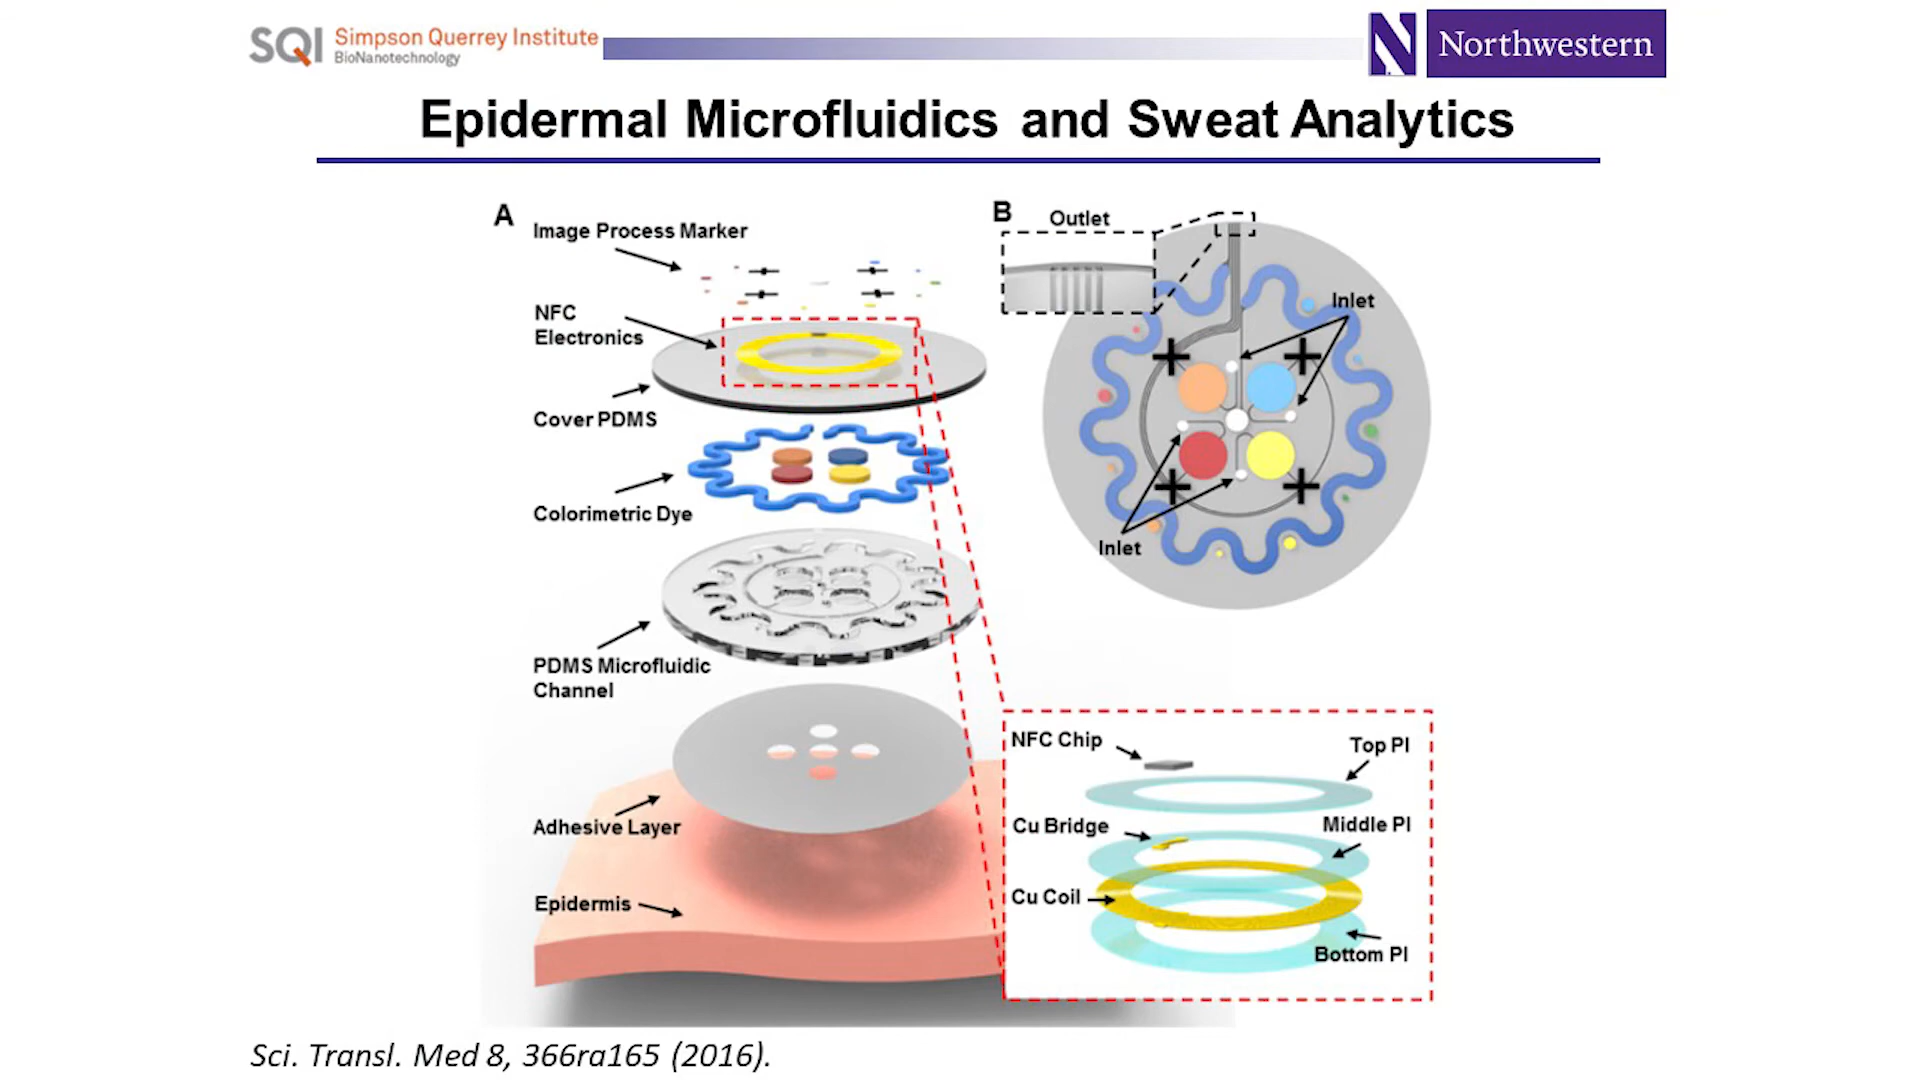 SQI Simpson Querrey Institute
BioNanotechnology
N Northwestern
Epidermal Microfluidics and Sweat Analytics
A
Image Process Marker
NFC
Electronics
Cover PDMS
Colorimetric Dye
PDMS Microfluidic
Channel
Adhesive Layer
Epidermis
B
Outlet
Inlet
Inlet
NFC Chip
Top PI
Cu Bridge
Middle PI
Cu Coil
Bottom PI
Sci. Transl. Med 8, 366ra165 (2016).